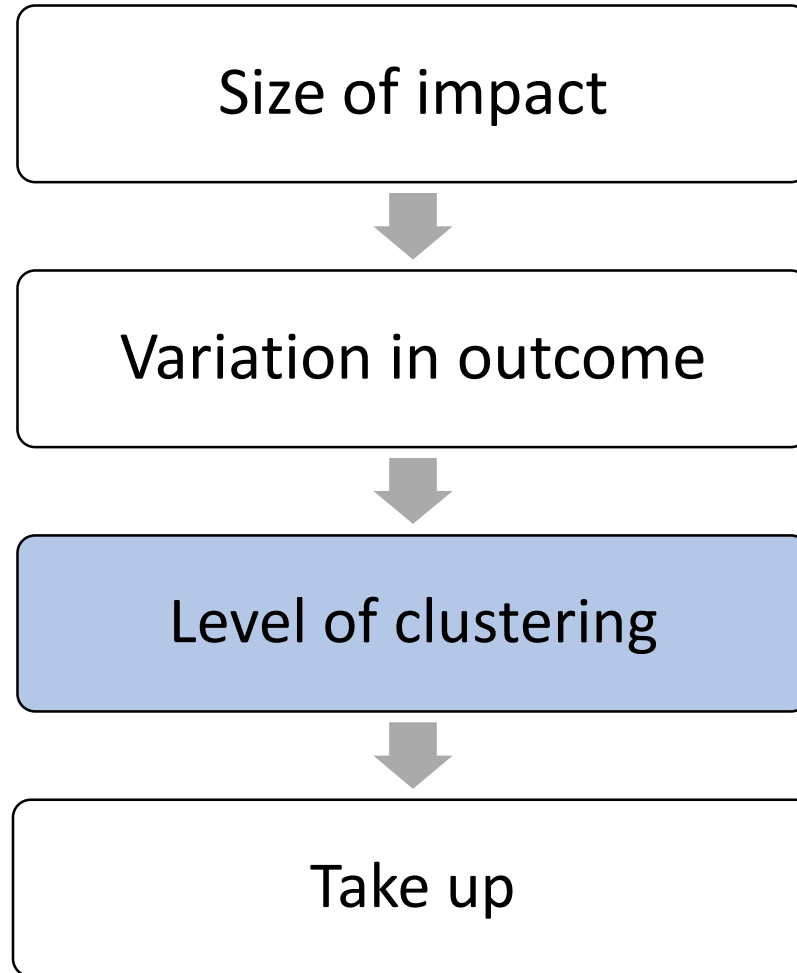 Size of impact
Variation in outcome
Level of clustering
Take up